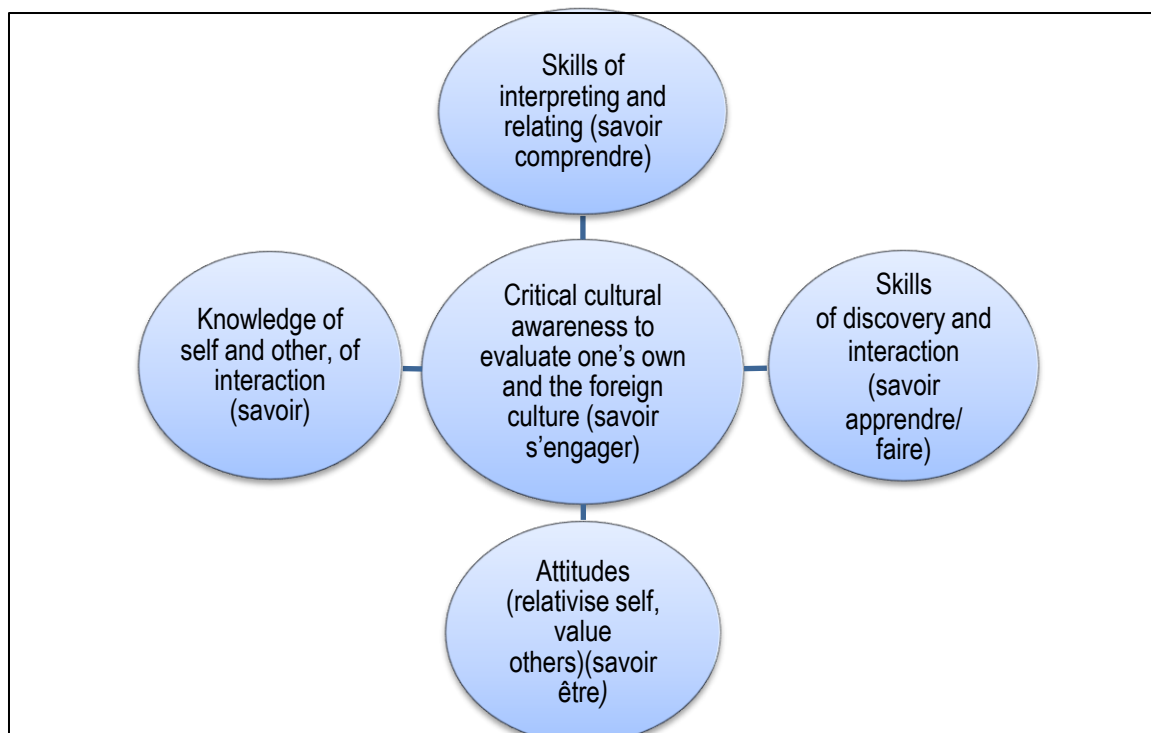 Skills of
interpreting and
relating (savoir
comprendre)
Knowledge of
self and other, of
interaction
(savoir)
Critical cultural
awareness to
evaluate one’s own
and the foreign
culture (savoir
s’engager)
Skills
of discovery and
interaction
(savoir
apprendre/
faire)
Attitudes
(relativise self,
value
others)(savoir
être)